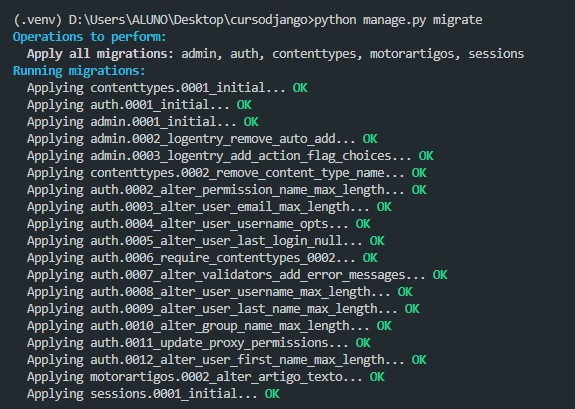 (.venv) D:\Users\ALUNO\Desktop\cursodjango>python manage.py migrate
Operations to perform:
Apply all migrations: admin, auth, contenttypes, motorartigos, sessions
Running migrations:
Applying contenttypes.0001_initial... OK
Applying auth.0001_initial... OK
Applying admin.0001_initial... OK
Applying admin.0002_logentry_remove_auto_add... OK
Applying admin.0003_logentry_add_action_flag_choices... OK
Applying contenttypes.0002_remove_content_type_name... OK
Applying auth.0002_alter_permission_name_max_length... OK
Applying auth.0003_alter_user_email_max_length... OK
Applying auth.0004_alter_user_username_opts... OK
Applying auth.0005_alter_user_last_login_null... OK
Applying auth.0006_require_contenttypes_0002... OK
Applying auth.0007_alter_validators_add_error_messages... OK
Applying auth.0008_alter_user_username_max_length... OK
Applying auth.0009_alter_user_last_name_max_length... OK
Applying auth.0010_alter_group_name_max_length... OK
Applying auth.0011_update_proxy_permissions... OK
Applying auth.0012_alter_user_first_name_max_length... OK
Applying motorartigos.0002_alter_artigo_texto... OK
Applying sessions.0001_initial... OK